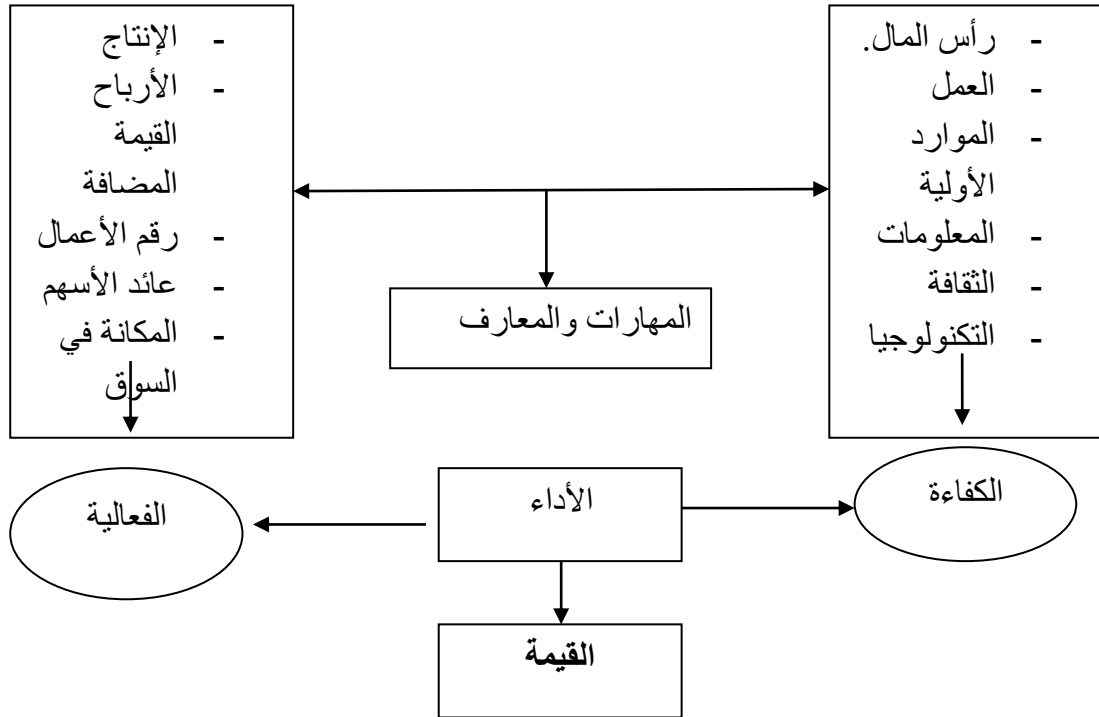 - رأس المال.
- العمل
- الموارد
الأولية
- المعلومات
- الثقافة
- التكنولوجيا
- الإنتاج
- الأرباح
القيمة
المضافة
- رقم الأعمال
- عائد الأسهم
- المكانة في
السوق
المهارات والمعارف
الكفاءة
الأداء
الفعالية
القيمة